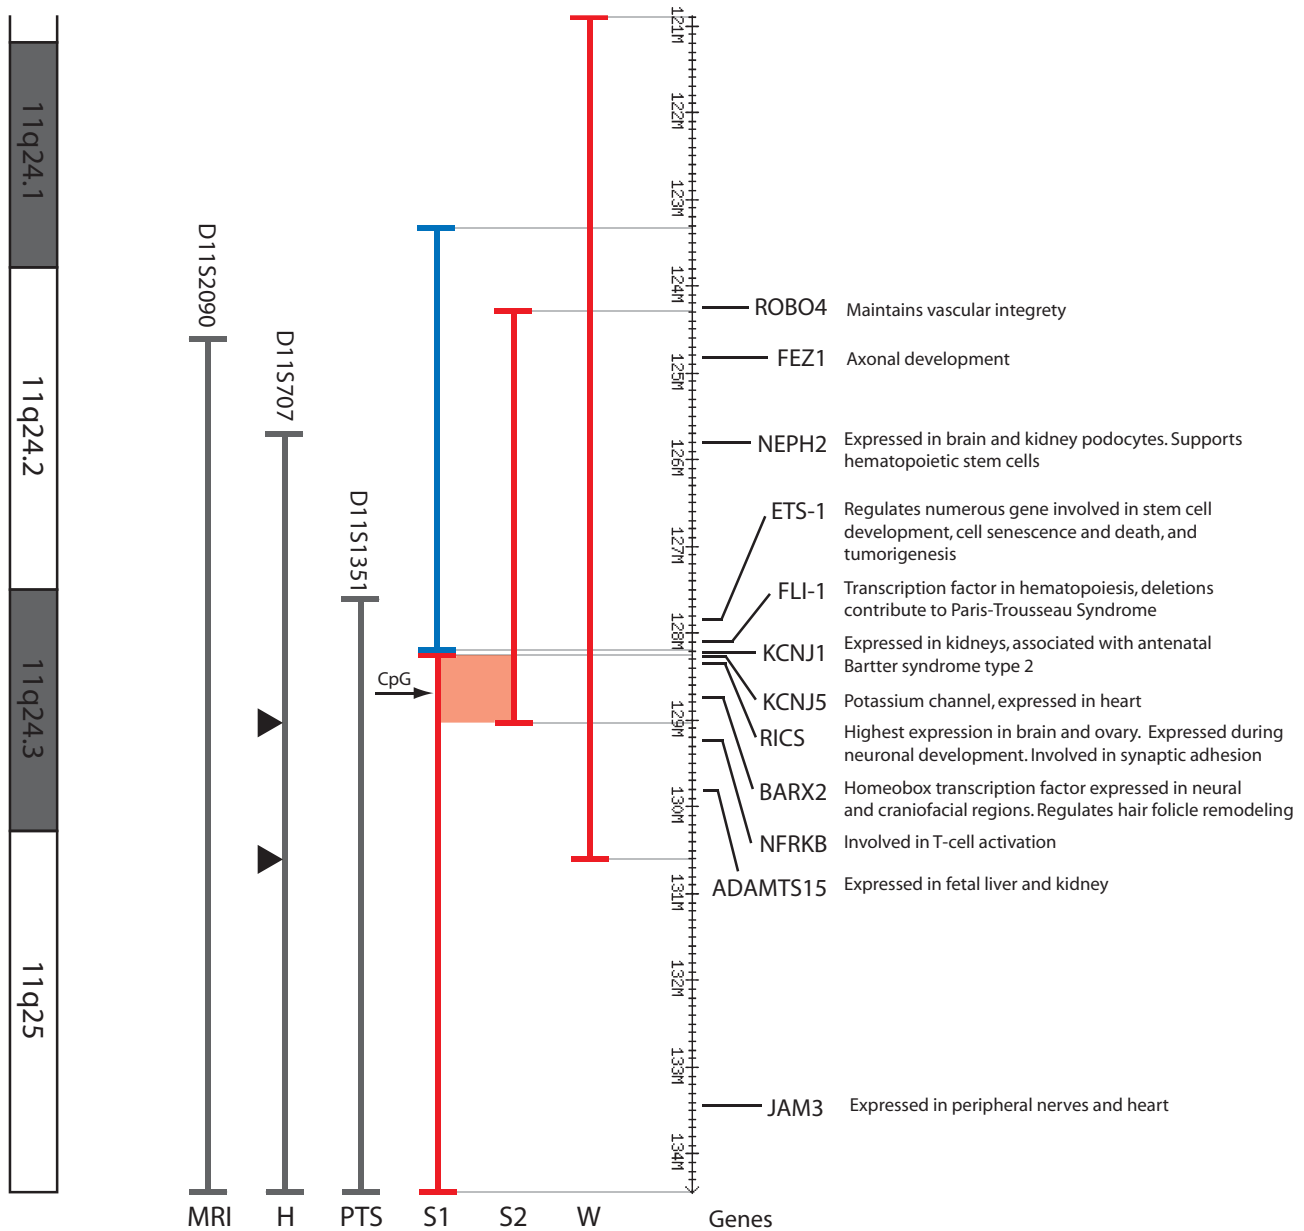 11q24.1
11q24.2
11q24.3
11q25
D11S2090
D11S707
D11S1351
CpG
121M
122M
123M
124M
125M
126M
127M
128M
129M
130M
131M
132M
133M
134M
ROBO4 Maintains vascular integrety
FEZ1 Axonal development
NEPH2 Expressed in brain and kidney podocytes. Supports
hematopoietic stem cells
ETS-1 Regulates numerous gene involved in stem cell
development, cell senescence and death, and
tumorigenesis
FLI-1 Transcription factor in hematopoiesis, deletions
contribute to Paris-Trousseau Syndrome
KCNJ1 Expressed in kidneys, associated with antenatal
Bartter syndrome type 2
KCNJ5 Potassium channel, expressed in heart
RICS Highest expression in brain and ovary. Expressed during
neuronal development. Involved in synaptic adhesion
BARX2 Homeobox transcription factor expressed in neural
and craniofacial regions. Regulates hair follicle remodeling
NFRKB Involved in T-cell activation
ADAMTS15 Expressed in fetal liver and kidney
JAM3 Expressed in peripheral nerves and heart
MRI H PTS S1 S2 W Genes